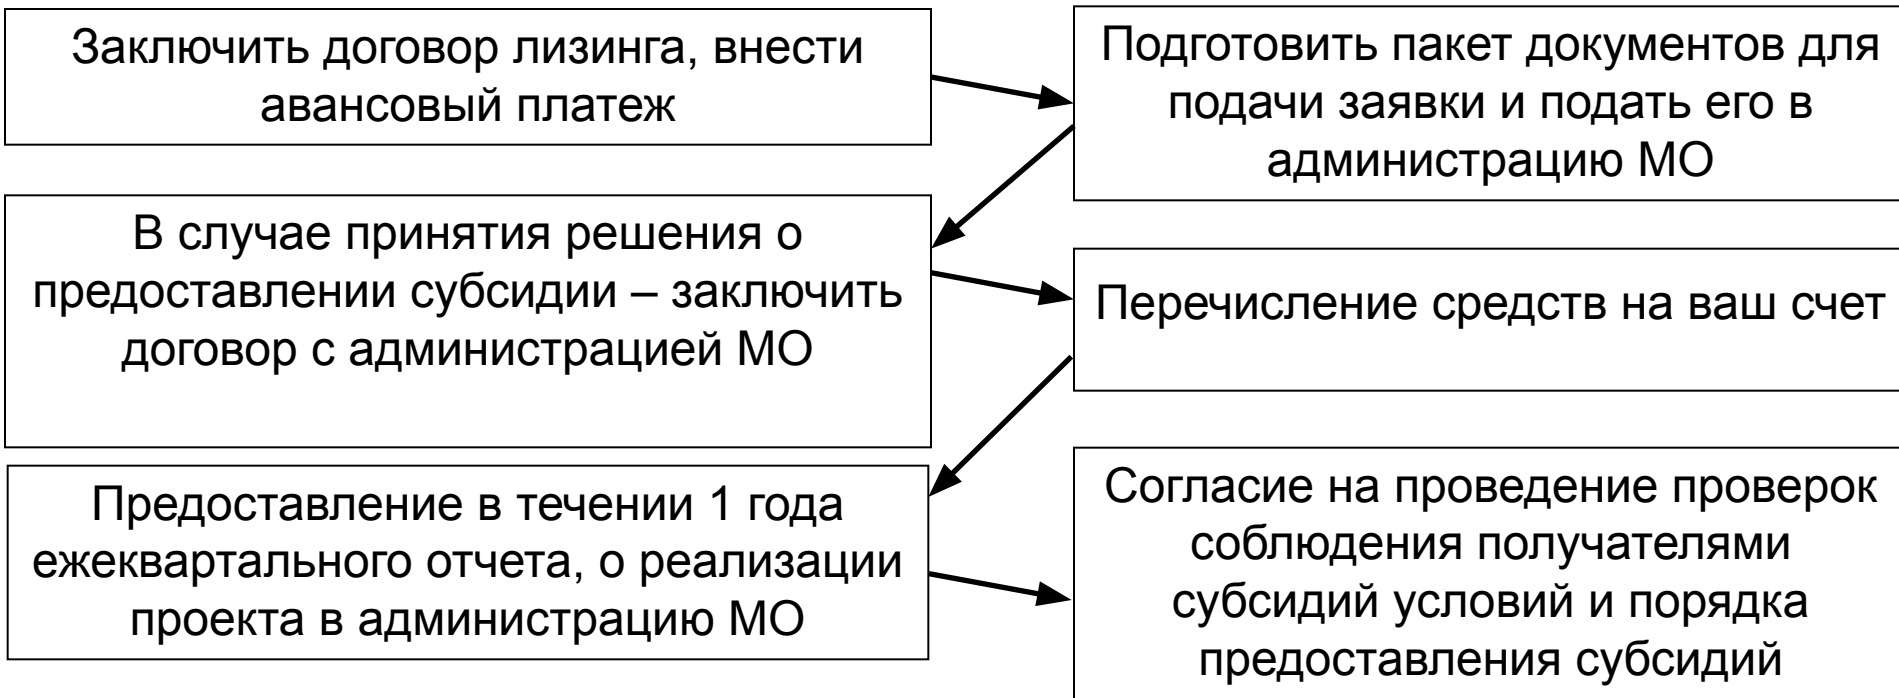 Заключить договор лизинга, внести
авансовый платеж
Подготовить пакет документов для
подачи заявки и подать его в
администрацию МО
В случае принятия решения о
предоставлении субсидии – заключить
договор с администрацией МО
Перечисление средств на ваш счет
Предоставление в течении 1 года
ежеквартального отчета, о реализации
проекта в администрацию МО
Согласие на проведение проверок
соблюдения получателями
субсидий условий и порядка
предоставления субсидий